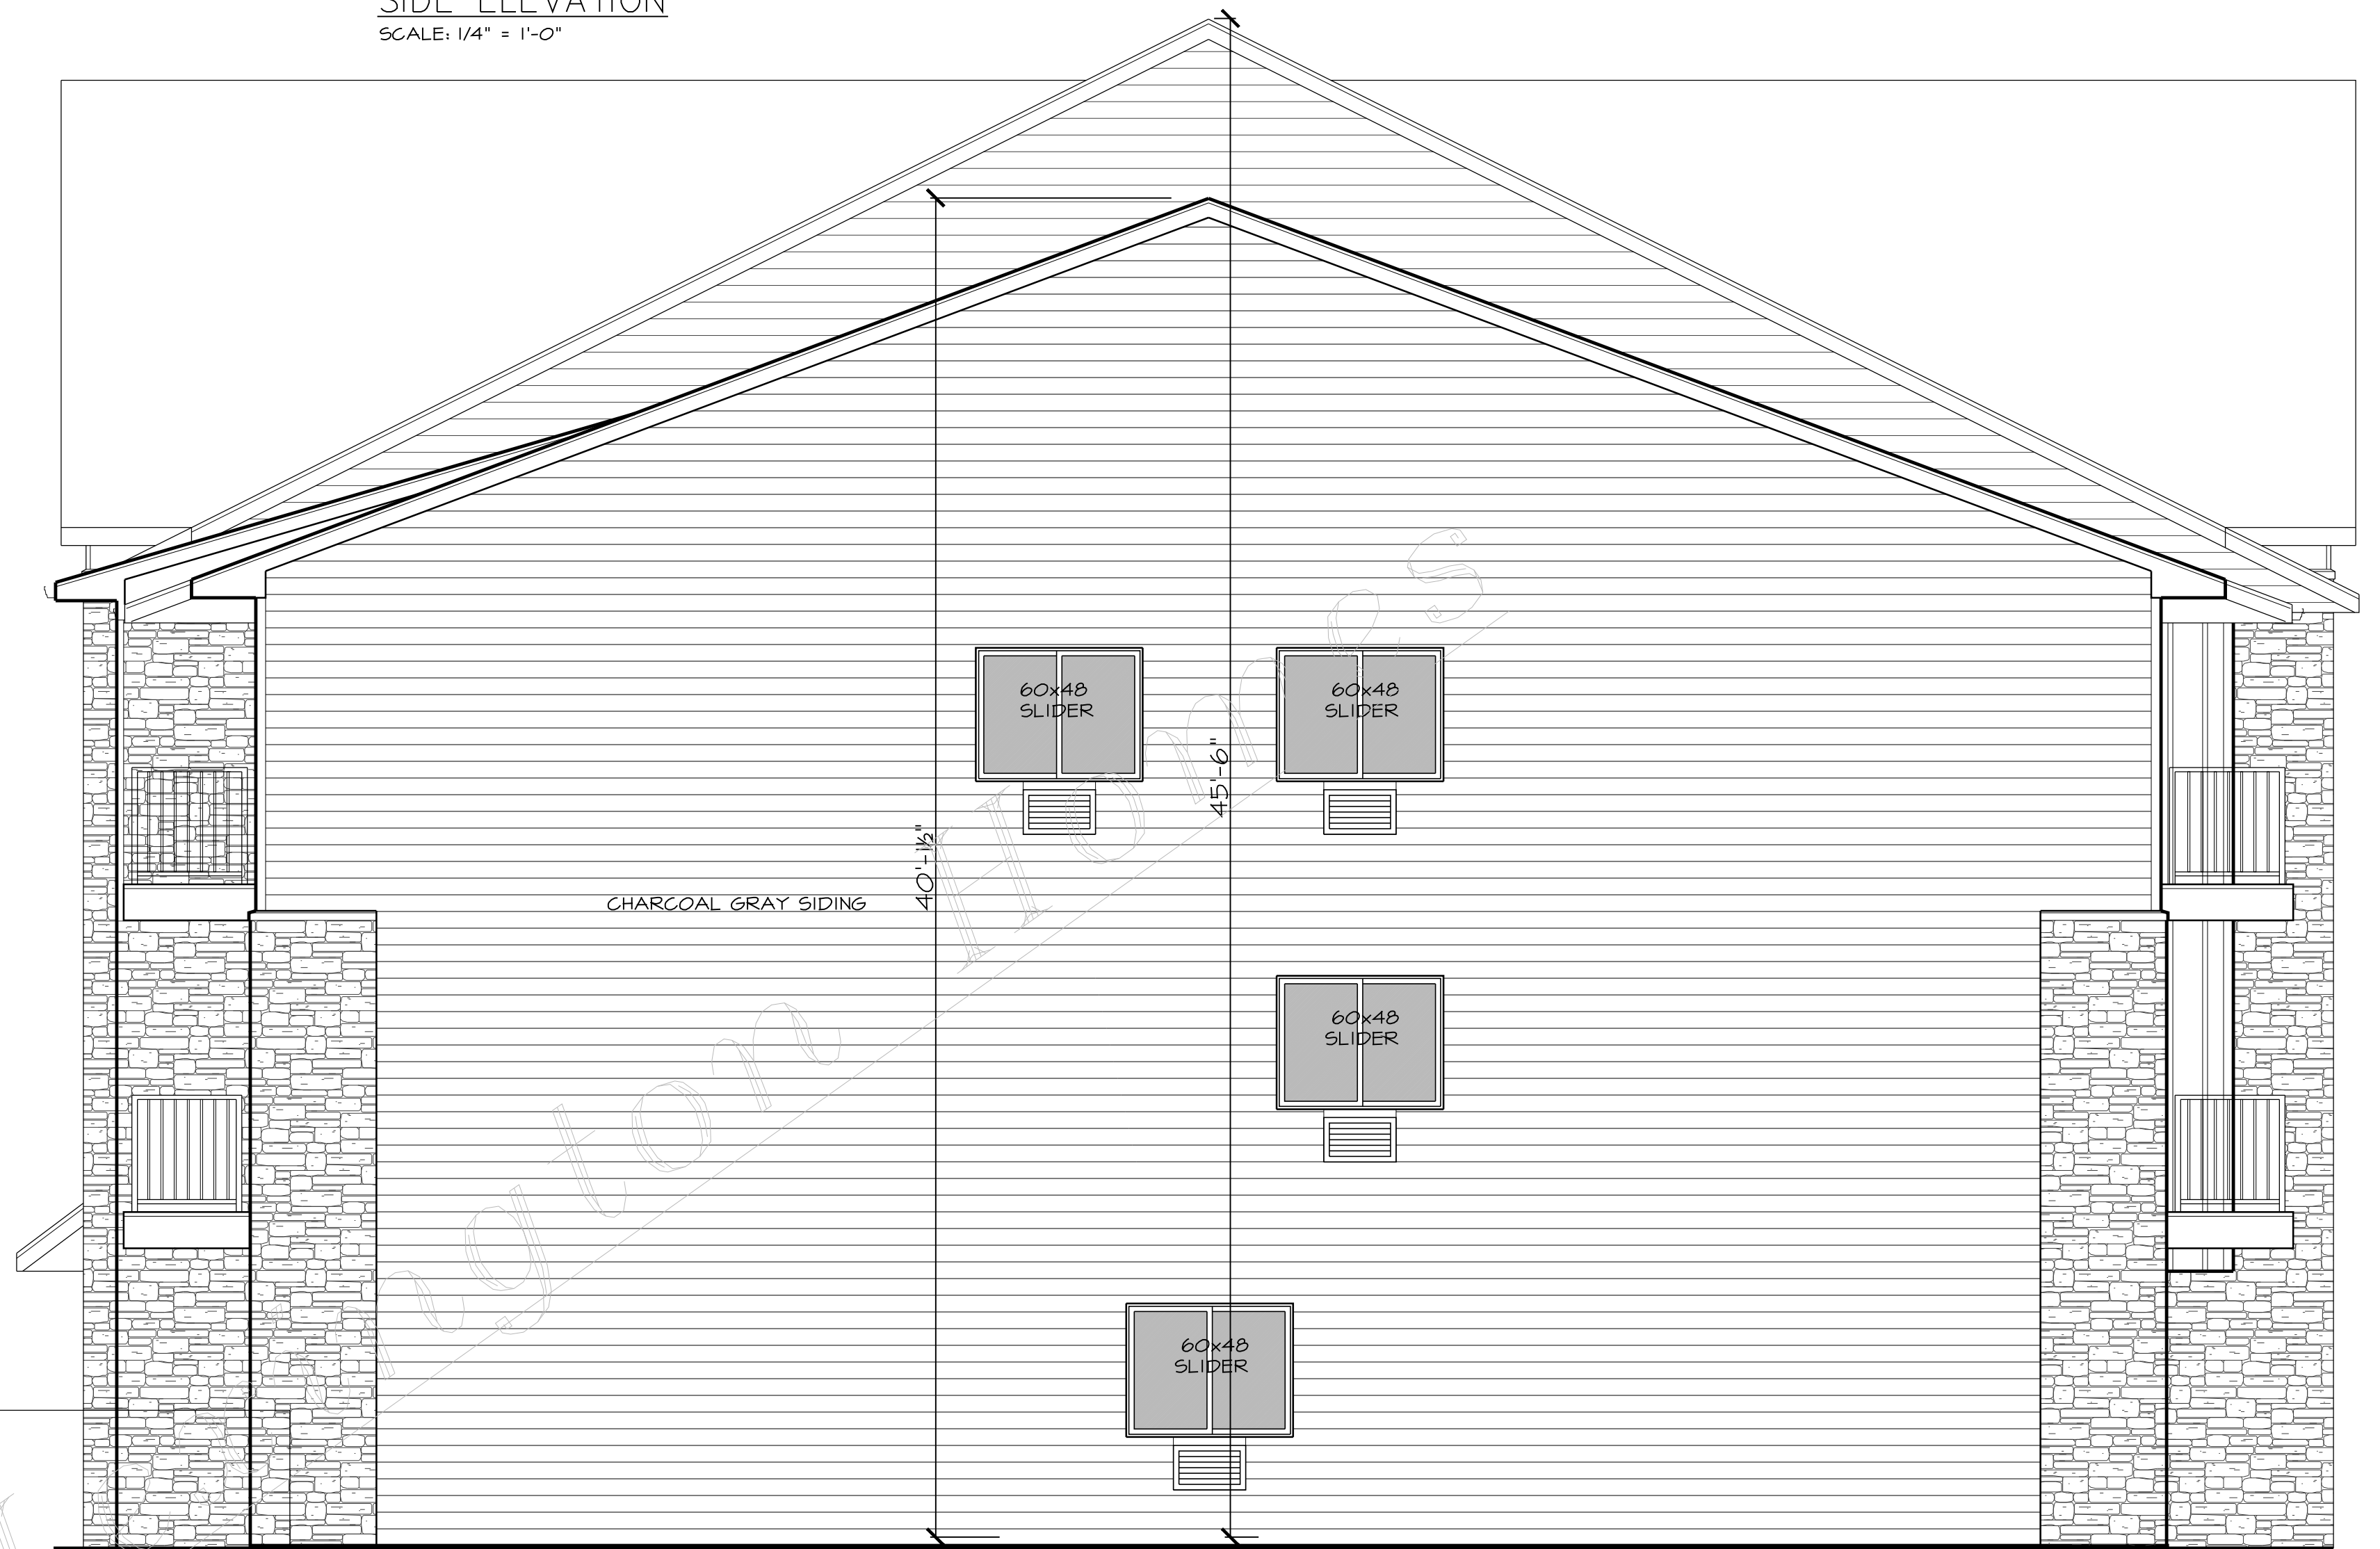 SIDE ELEVATION
SCALE: 1/4" = 1'-0"
60x48
SLIDER
60x48
SLIDER
45'-6"
40'-1½"
CHARCOAL GRAY SIDING
60x48
SLIDER
60x48
SLIDER
Homes